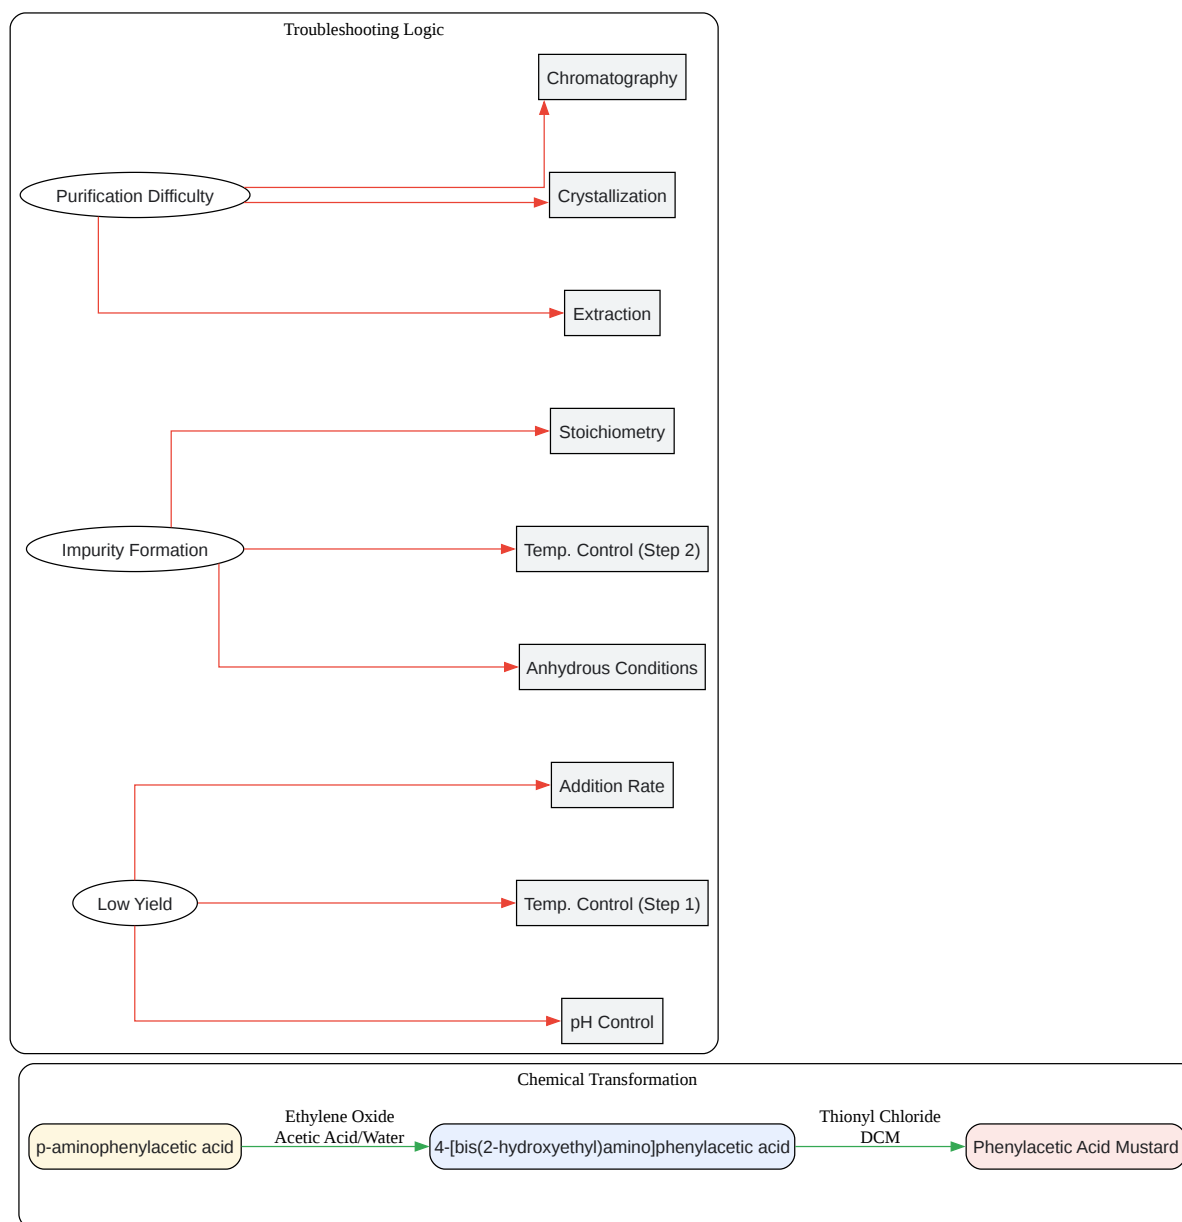 Troubleshooting Logic
Chromatography
Purification Difficulty
Crystallization
Extraction
Stoichiometry
Impurity Formation
Temp. Control (Step 2)
Anhydrous Conditions
Addition Rate
Low Yield
Temp. Control (Step 1)
pH Control
Chemical Transformation
p-aminophenylacetic acid
Ethylene Oxide
Acetic Acid/Water
4-[bis(2-hydroxyethyl)amino]phenylacetic acid
Thionyl Chloride
DCM
Phenylacetic Acid Mustard